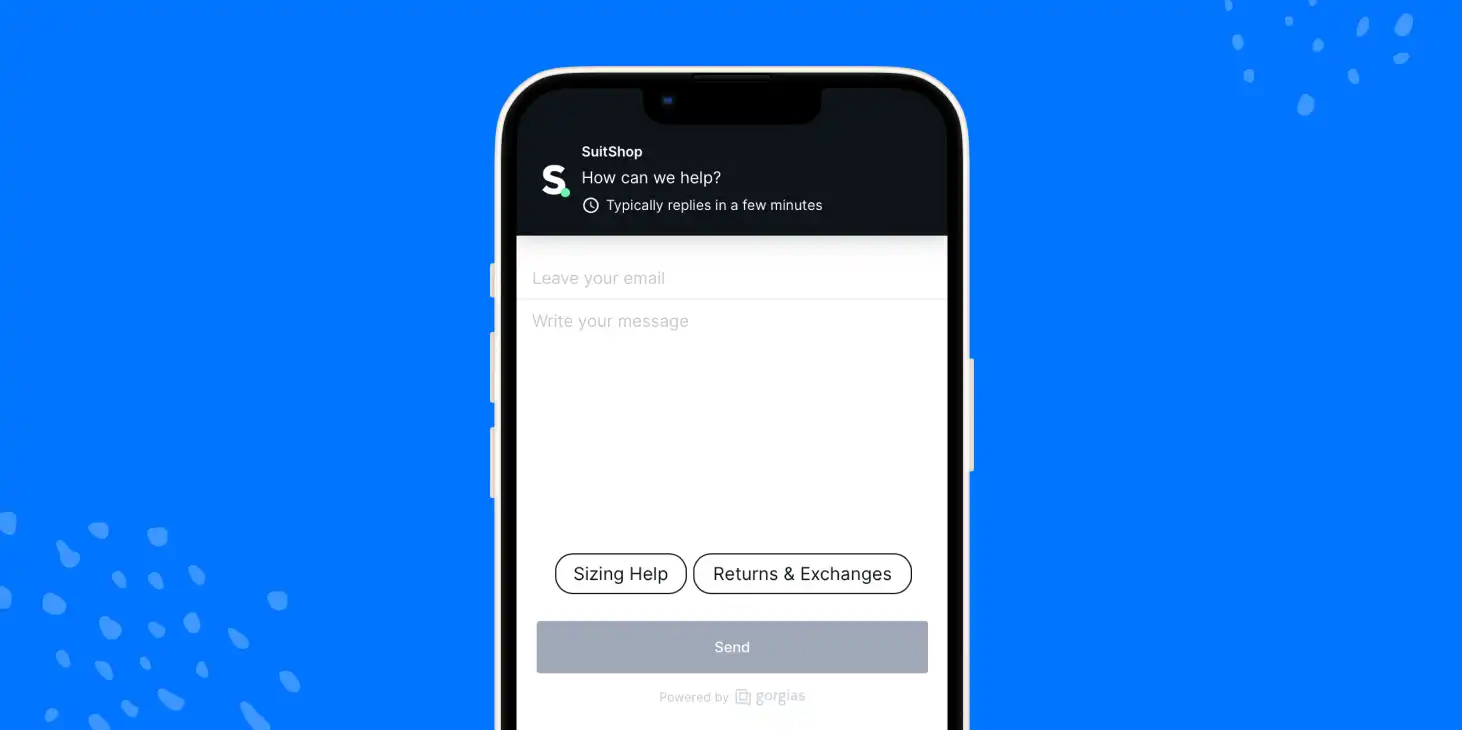 SuitShop
S
How can we help?
Typically replies in a few minutes
Leave your email
Write your message
Sizing Help
Returns & Exchanges
Send
Powered by gorgias